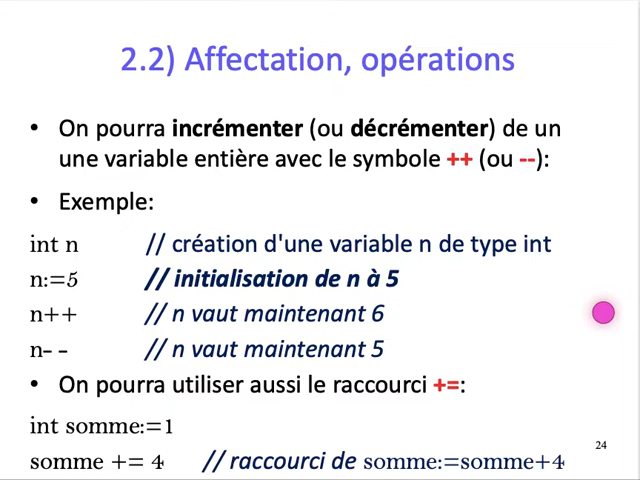 2.2) Affectation, opérations
• On pourra incrémenter (ou décrémenter) de un
une variable entière avec le symbole ++ (ou --):
• Exemple:
int n // création d'une variable n de type int
n:=5 // initialisation de n à 5
n++ // n vaut maintenant 6
n-- // n vaut maintenant 5
• On pourra utiliser aussi le raccourci +=:
int somme:=1
somme += 4 // raccourci de somme:=somme+4
24